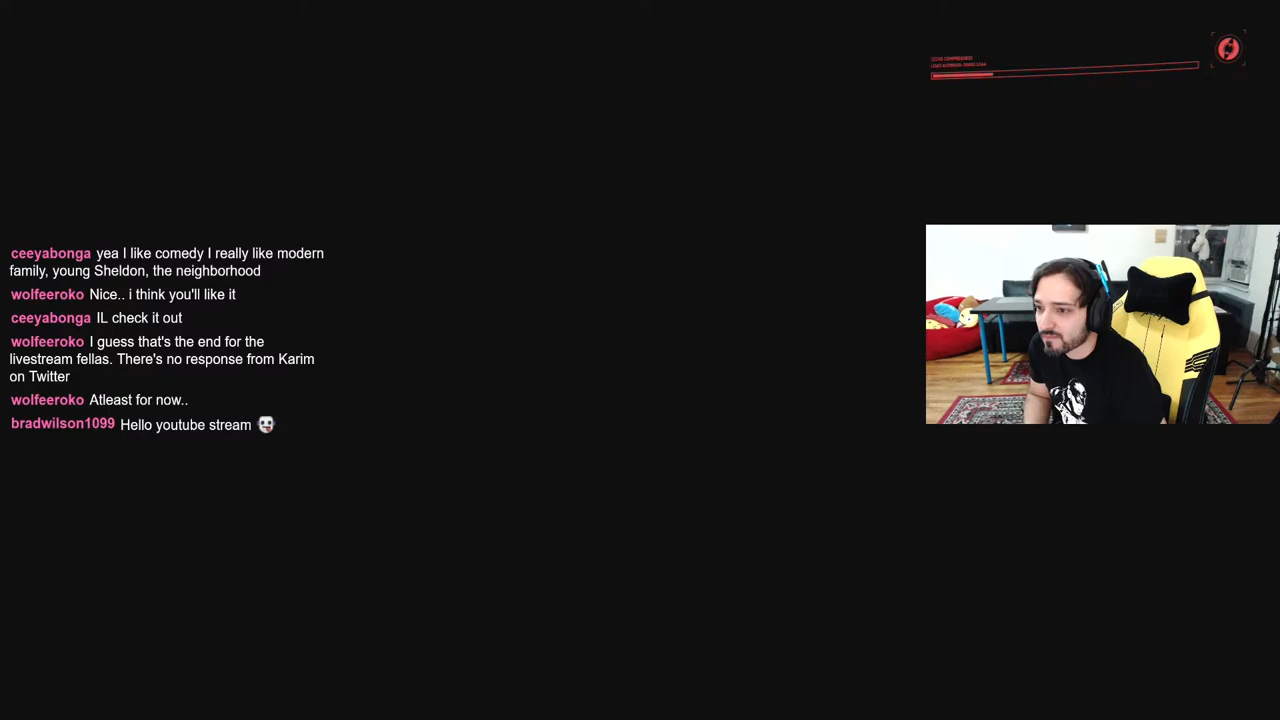 ceeyabonga yea I like comedy I really like modern
family, young Sheldon, the neighborhood
wolfeeroko Nice.. i think you'll like it
ceeyabonga IL check it out
wolfeeroko I guess that's the end for the
livestream fellas. There's no response from Karim
on Twitter
wolfeeroko Atleast for now..
bradwilson1099 Hello youtube stream